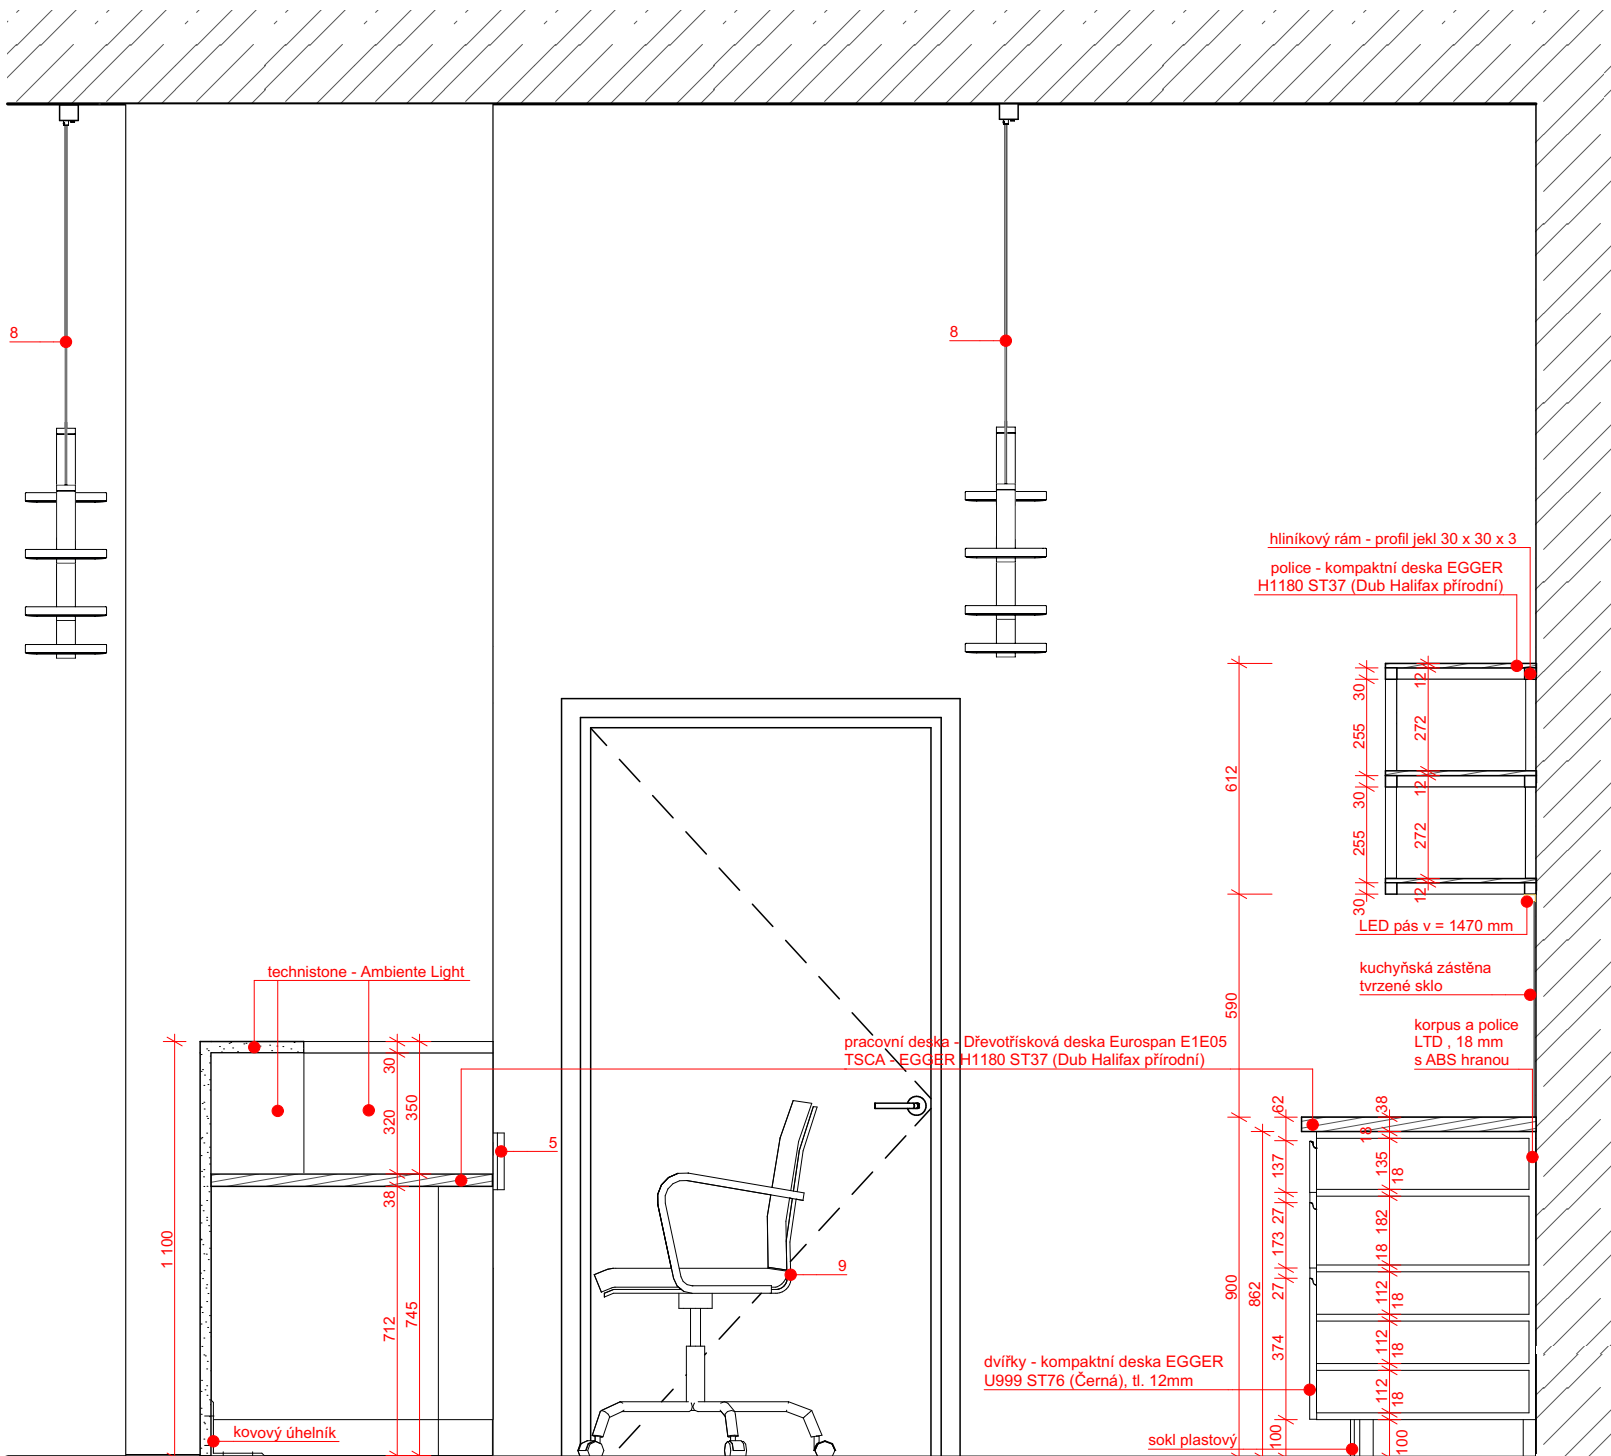 8
8
hliníkový rám - profil jekl 30 x 30 x 3
police - kompaktní deska EGGER
H1180 ST37 (Dub Halifax přírodní)
30
12
255
272
612
30
12
255
272
30
12
LED pás v = 1470 mm
kuchyňská zástěna
tvrzené sklo
590
technistone - Ambiente Light
korpus a police
LTD , 18 mm
s ABS hranou
pracovní deska - Dřevotřísková deska Eurospan E1E05
TSCA - EGGER H1180 ST37 (Dub Halifax přírodní)
30
320
350
38
1 100
712
745
5
9
62
38
18
137
135
18
27
182
173
18
900
862
27
112
18
374
112
18
112
18
100
100
dvířky - kompaktní deska EGGER
U999 ST76 (Černá), tl. 12mm
kovový úhelník
sokl plastový